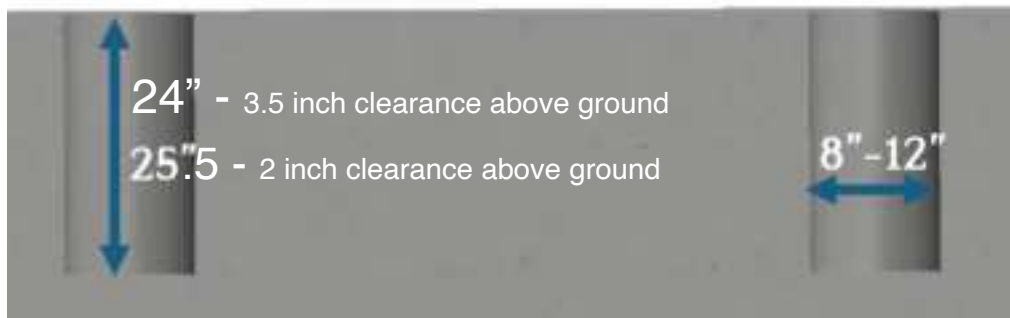 24” - 3.5 inch clearance above ground
25".5 - 2 inch clearance above ground
8"-12"